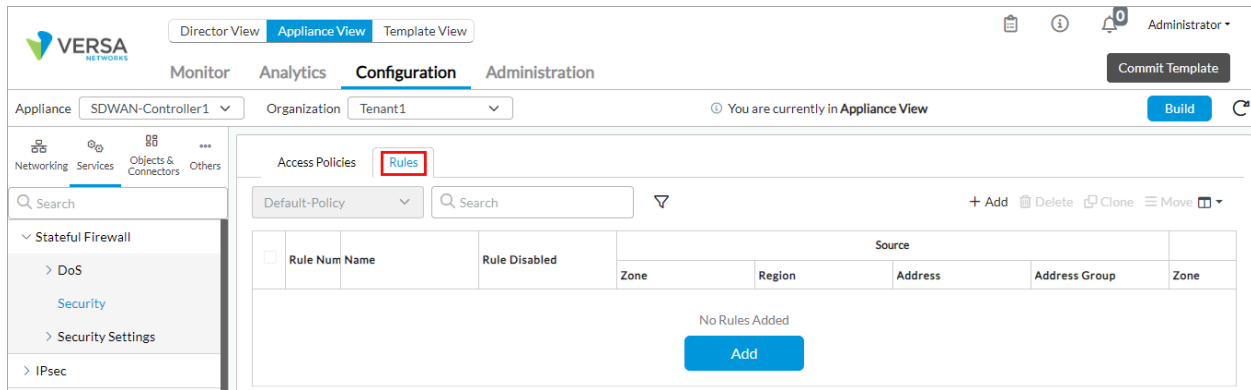 Director View Appliance View Template View 0 Administrator
VERSA
NETWORKS
Monitor Analytics Configuration Administration Commit Template
Appliance SDWAN-Controller1 Organization Tenant1 You are currently in Appliance View Build
Networking Services Objects & Connectors Others
Access Policies Rules
Search
Default-Policy Search + Add Delete Clone Move
Stateful Firewall
DoS
Security
Security Settings
IPsec
Source
Rule Num Name Rule Disabled
Zone Region Address Address Group Zone
No Rules Added
Add